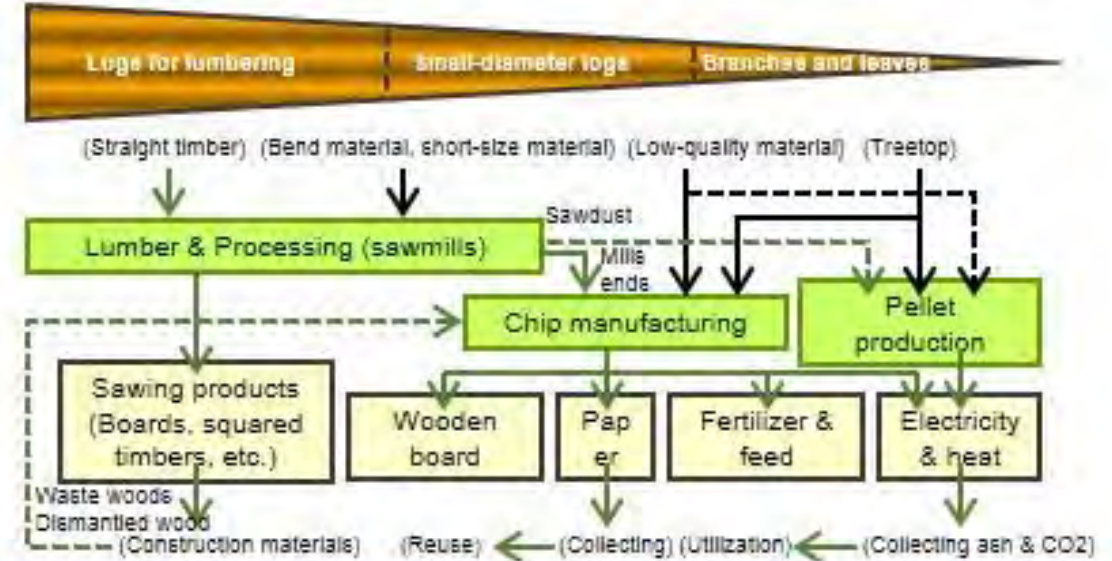 Logs for lumbering
Small-diameter logs
Branches and leaves
(Straight timber)
(Bend material, short-size material)
(Low-quality material)
(Treetop)
Sawdust
Lumber & Processing (sawmills)
Mills
ends
Chip manufacturing
Pellet
production
Sawing products
(Boards, squared
timbers, etc.)
Wooden
board
Pap
er
Fertilizer &
feed
Electricity
& heat
Waste woods
Dismantled wood
(Construction materials)
(Reuse)
(Collecting)
(Utilization)
(Collecting ash & CO2)